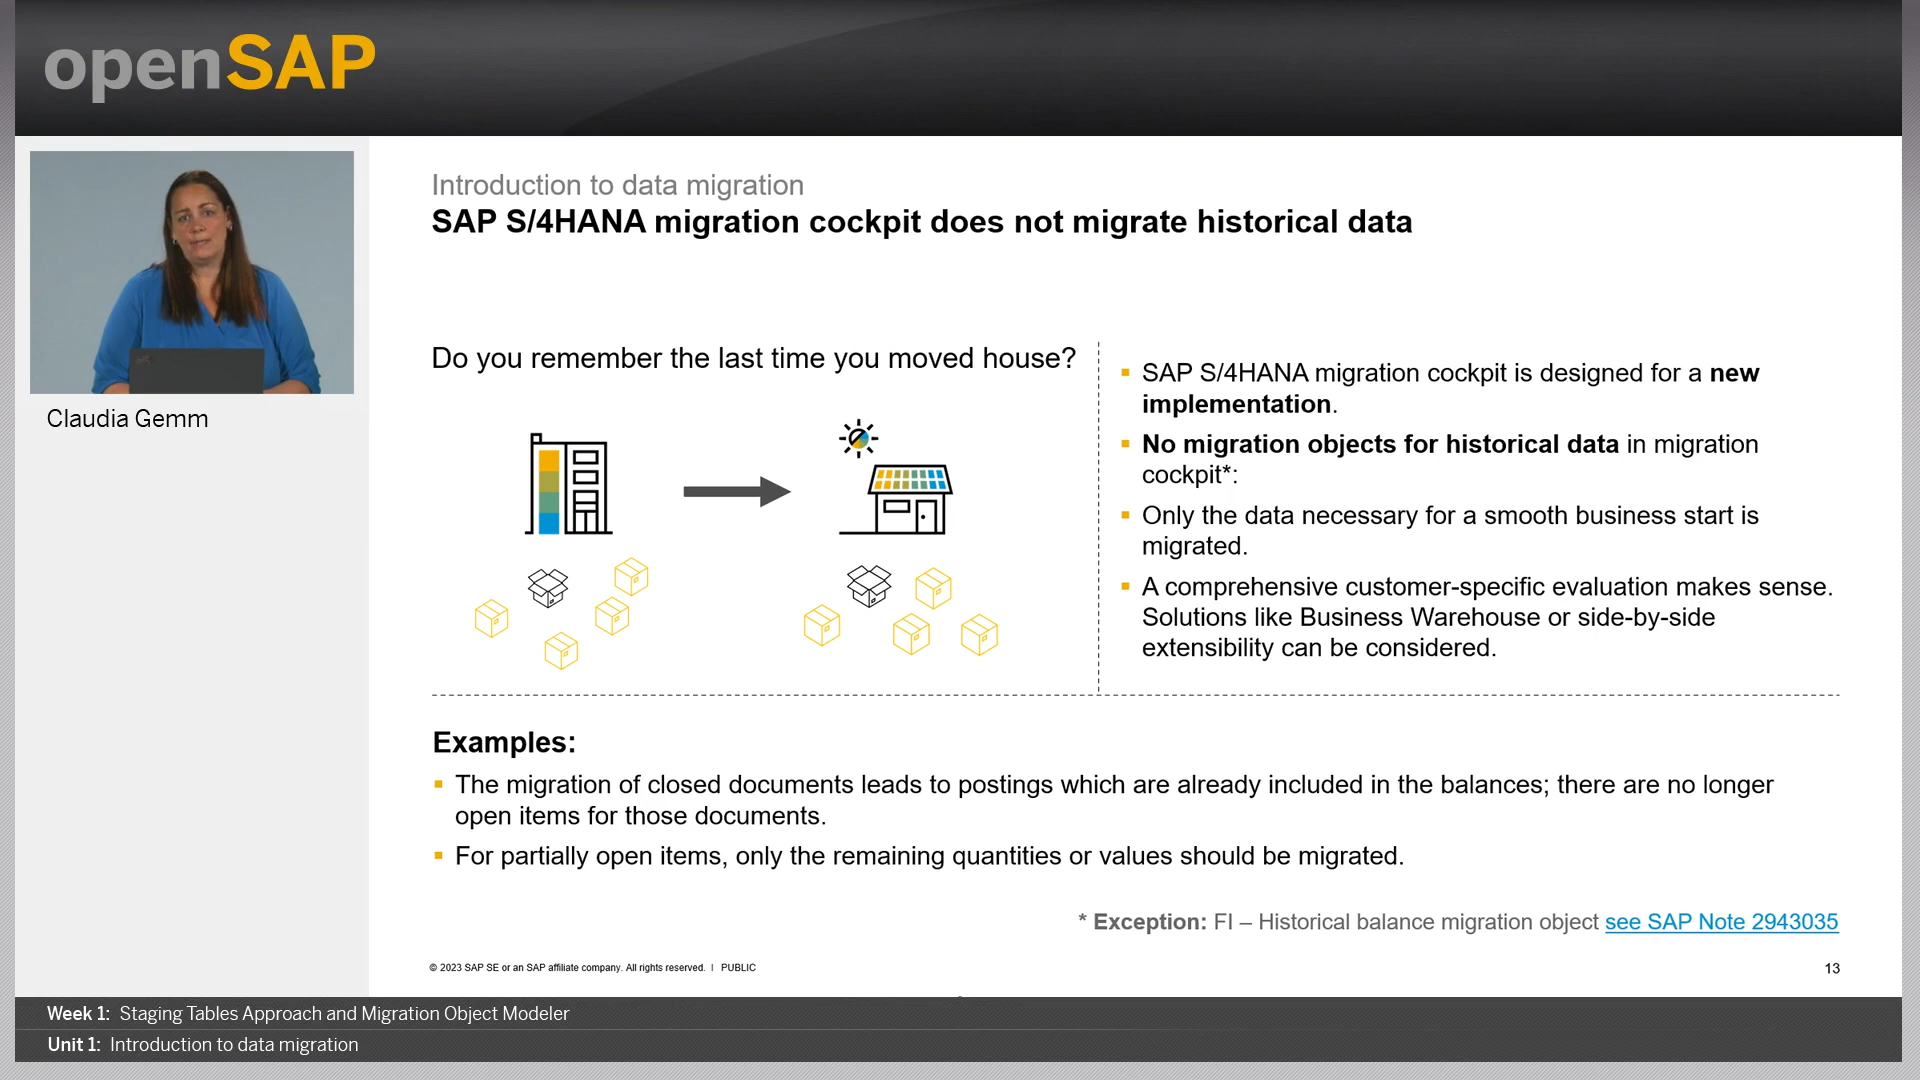 openSAP
Introduction to data migration
SAP S/4HANA migration cockpit does not migrate historical data
Claudia Gemm
Do you remember the last time you moved house?
▪ SAP S/4HANA migration cockpit is designed for a new
implementation.
▪ No migration objects for historical data in migration
cockpit*:
▪ Only the data necessary for a smooth business start is
migrated.
▪ A comprehensive customer-specific evaluation makes sense.
Solutions like Business Warehouse or side-by-side
extensibility can be considered.
Examples:
▪ The migration of closed documents leads to postings which are already included in the balances; there are no longer
open items for those documents.
▪ For partially open items, only the remaining quantities or values should be migrated.
* Exception: FI – Historical balance migration object see SAP Note 2943035
© 2023 SAP SE or an SAP affiliate company. All rights reserved. ǀ PUBLIC
13
Week 1: Staging Tables Approach and Migration Object Modeler
Unit 1: Introduction to data migration